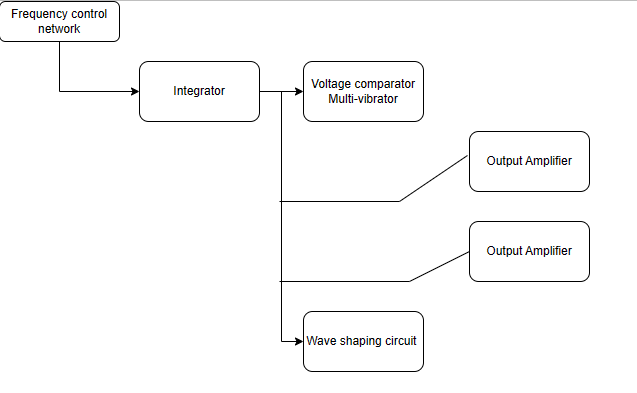 Frequency control
network
Integrator
Voltage comparator
Multi-vibrator
Output Amplifier
Output Amplifier
Wave shaping circuit